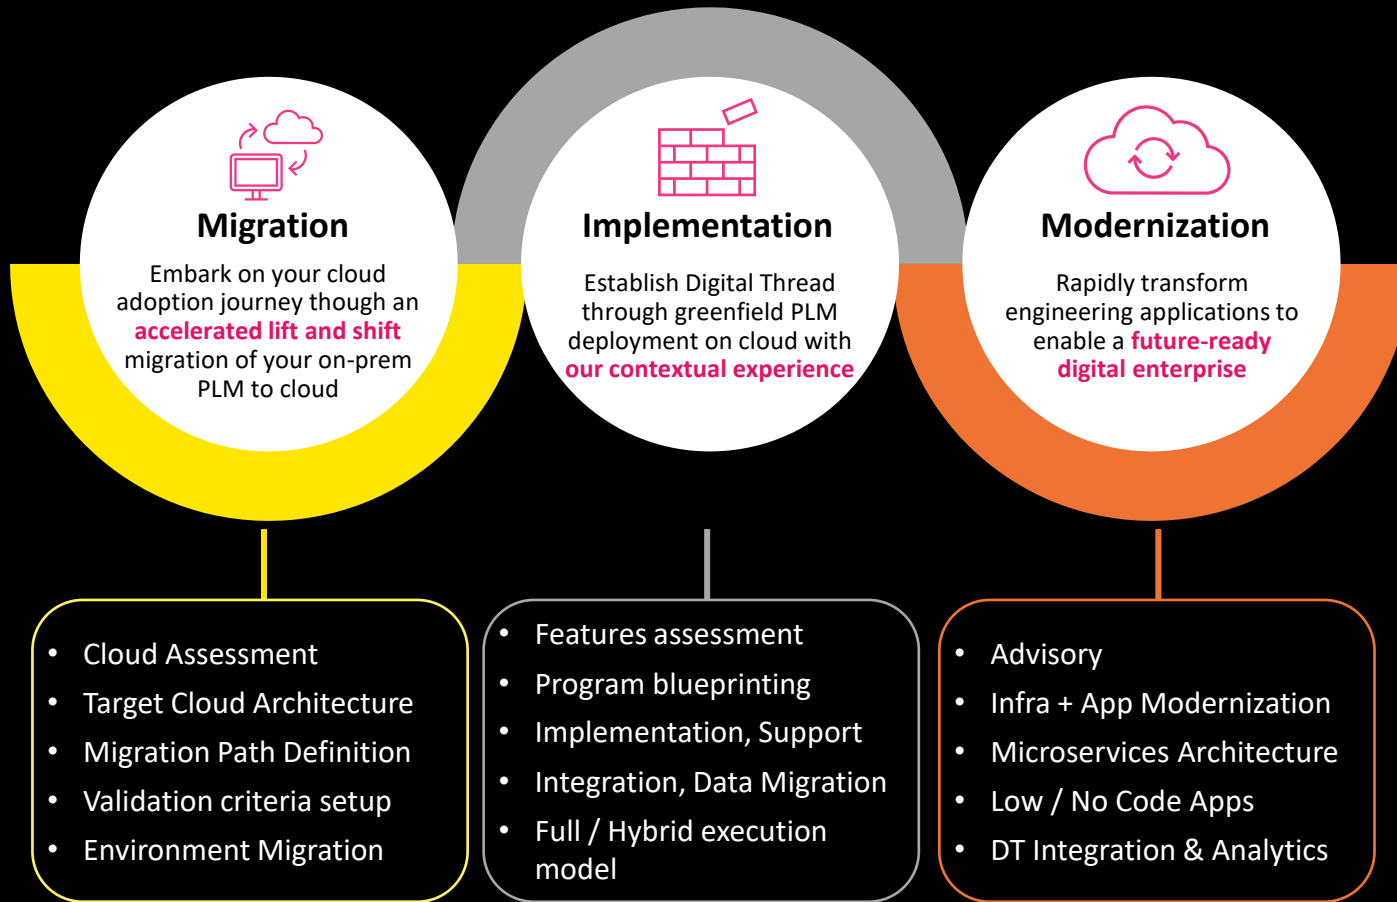 Migration
Embark on your cloud
adoption journey though an
accelerated lift and shift
migration of your on-prem
PLM to cloud
Implementation
Establish Digital Thread
through greenfield PLM
deployment on cloud with
our contextual experience
Modernization
Rapidly transform
engineering applications to
enable a future-ready
digital enterprise
• Cloud Assessment
• Target Cloud Architecture
• Migration Path Definition
• Validation criteria setup
• Environment Migration
• Features assessment
• Program blueprinting
• Implementation, Support
• Integration, Data Migration
• Full / Hybrid execution
model
• Advisory
• Infra + App Modernization
• Microservices Architecture
• Low / No Code Apps
• DT Integration & Analytics